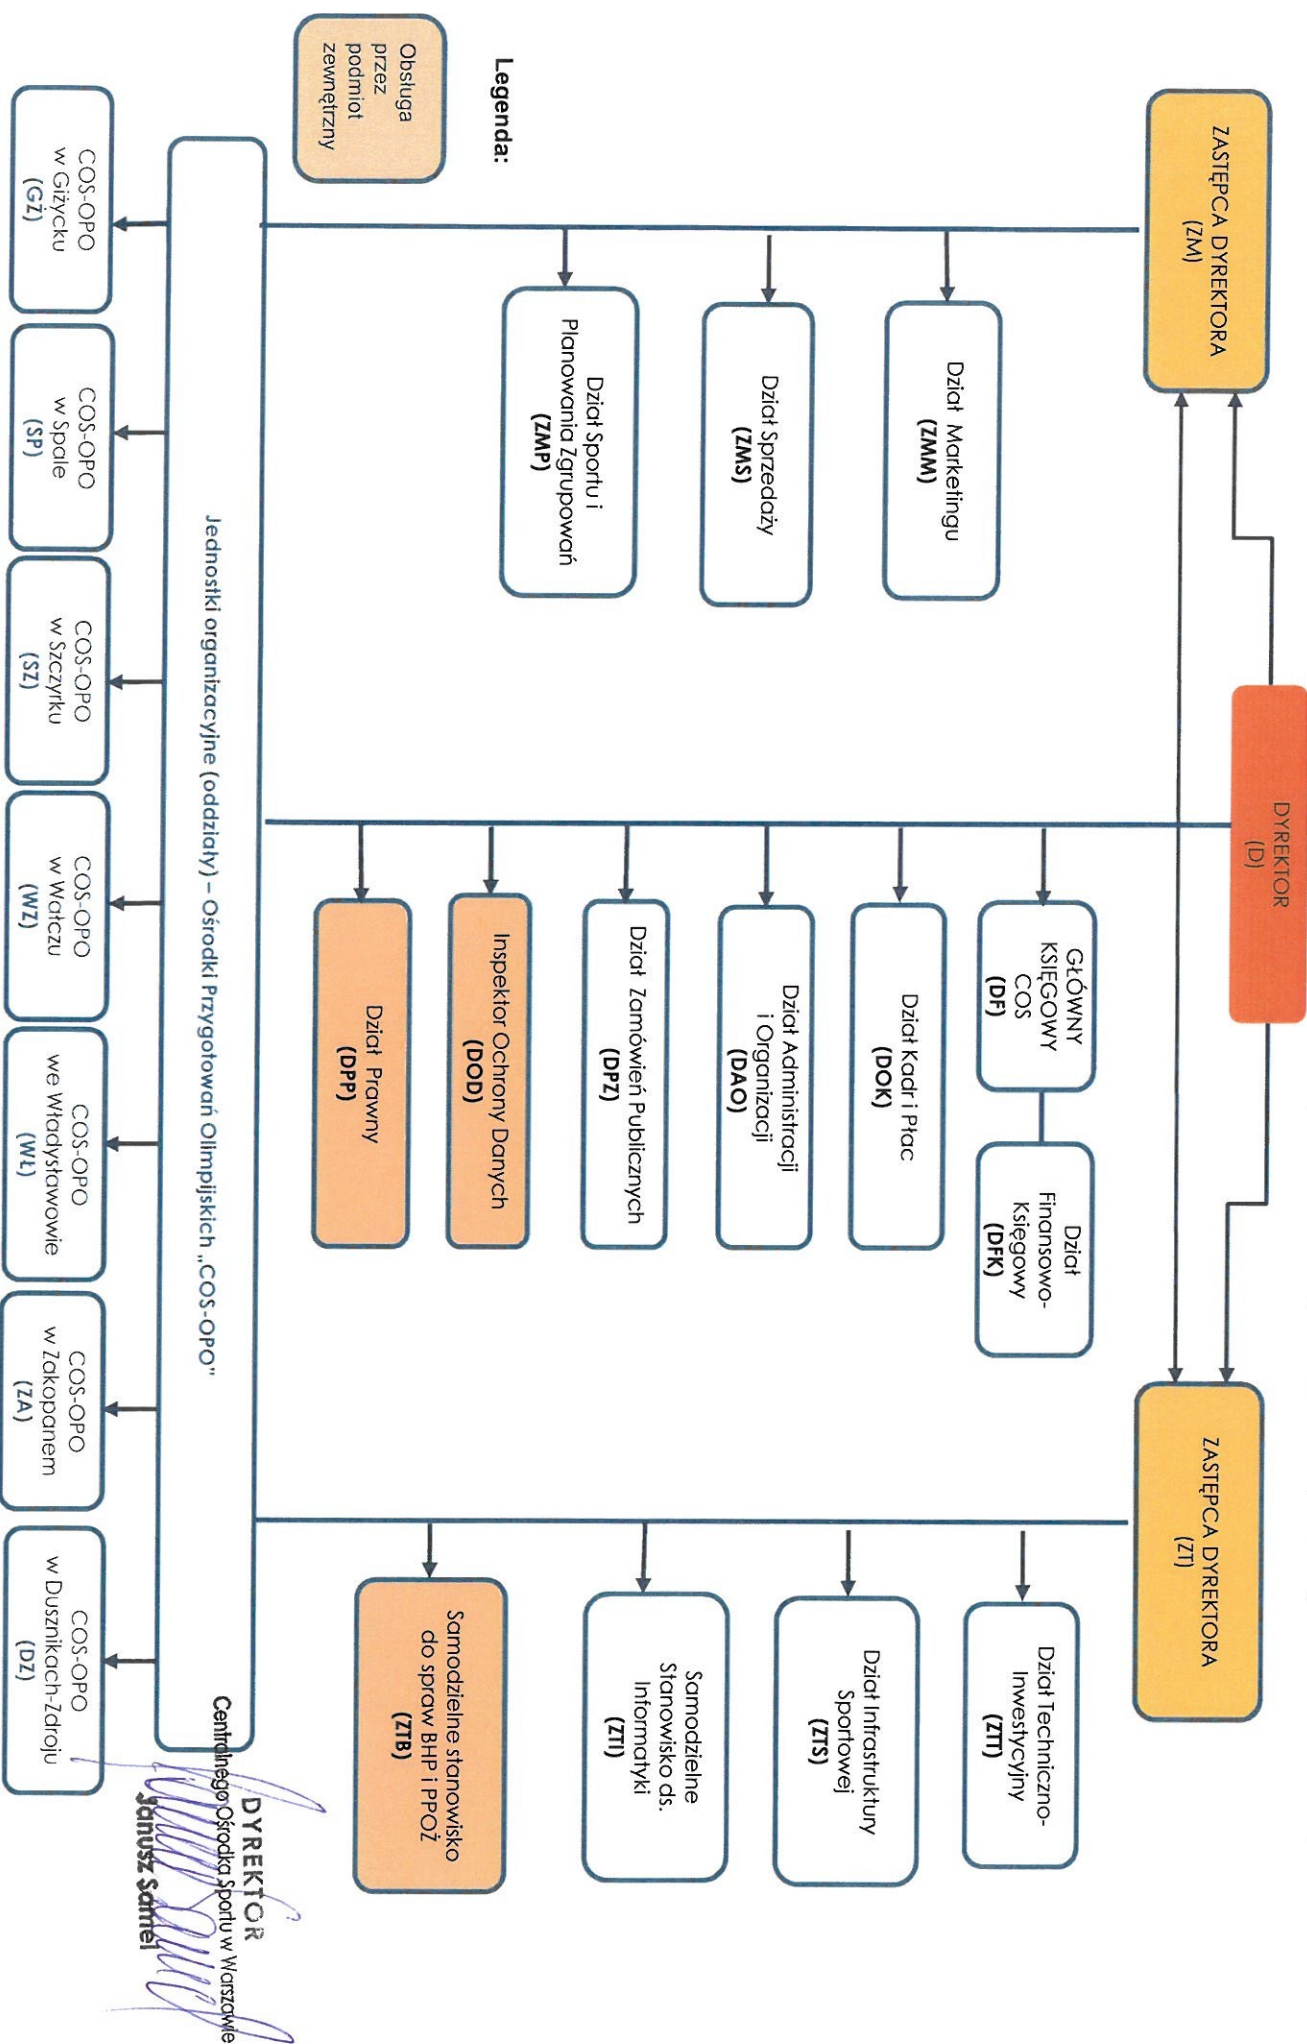 DYREKTOR
(D)
ZASTĘPCA DYREKTORA
(ZM)
ZASTĘPCA DYREKTORA
(ZT)
Dział Marketingu
(ZMM)
Dział Sprzedaży
(ZMS)
Dział Sportu i
Planowania Zgrupowań
(ZMP)
GŁÓWNY
KSIĘGOWY
COS
(DF)
Dział
Finansowo-
Księgowy
(DFK)
Dział Kadr i Płac
(DOK)
Dział Administracji
i Organizacji
(DAO)
Dział Zamówień Publicznych
(DPZ)
Inspektor Ochrony Danych
(DOD)
Dział Prawny
(DPP)
Dział Techniczno-
Inwestycyjny
(ZTT)
Dział Infrastruktury
Sportowej
(ZTS)
Samodzielne
Stanowisko ds.
Informatyki
(ZTI)
Samodzielne stanowisko
do spraw BHP i PPOŻ
(ZTB)
Legenda:
Obsługa
przez
podmiot
zewnętrzny
Jednostki organizacyjne (oddziały) – Ośrodki Przygotowań Olimpijskich „COS-OPO"
COS-OPO
w Giżycku
(GŻ)
COS-OPO
w Spale
(SP)
COS-OPO
w Szczyrku
(SZ)
COS-OPO
w Wałczu
(WZ)
COS-OPO
we Władysławowie
(WŁ)
COS-OPO
w Zakopanem
(ZA)
COS-OPO
w Dusznikach-Zdroju
(DZ)
DYREKTOR
Centralnego Ośrodka Sportu w Warszawie
Janusz Samel